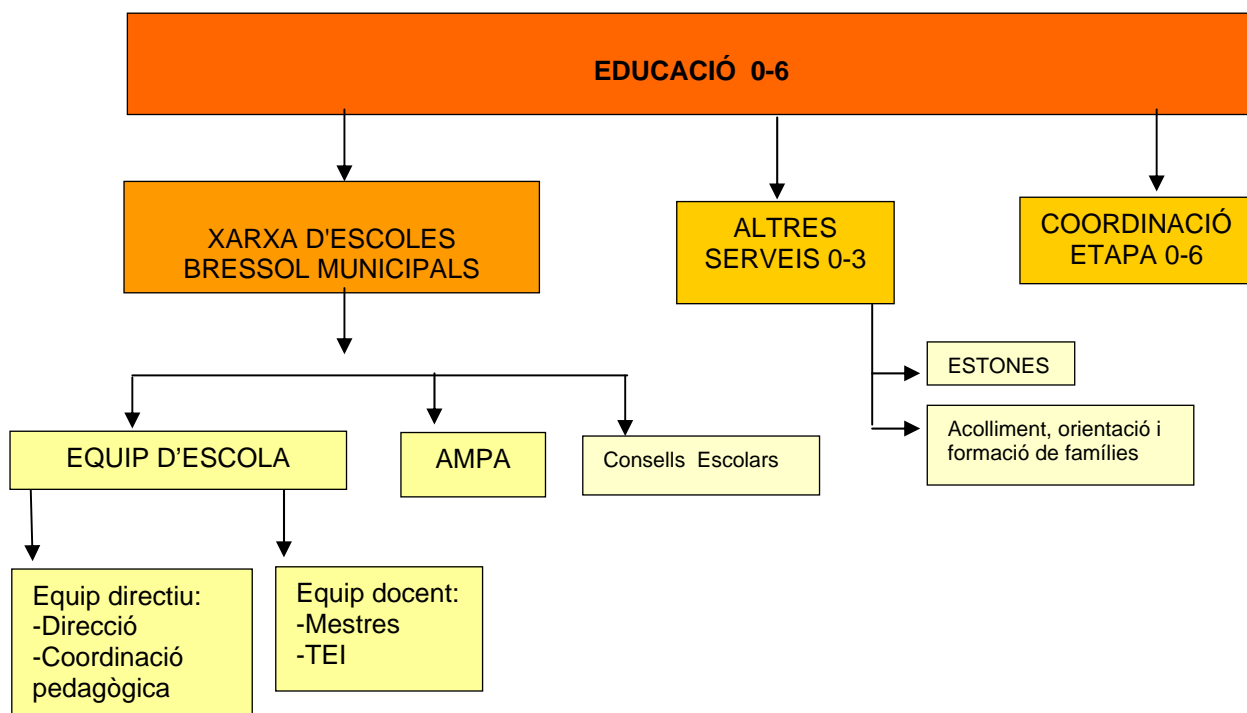 EDUCACIÓ 0-6
XARXA D'ESCOLES
BRESSOL MUNICIPALS
ALTRES
SERVEIS 0-3
COORDINACIÓ
ETAPA 0-6
ESTONES
Acolliment, orientació i
formació de famílies
EQUIP D’ESCOLA
AMPA
Consells Escolars
Equip directiu:
-Direcció
-Coordinació
pedagògica
Equip docent:
-Mestres
-TEI